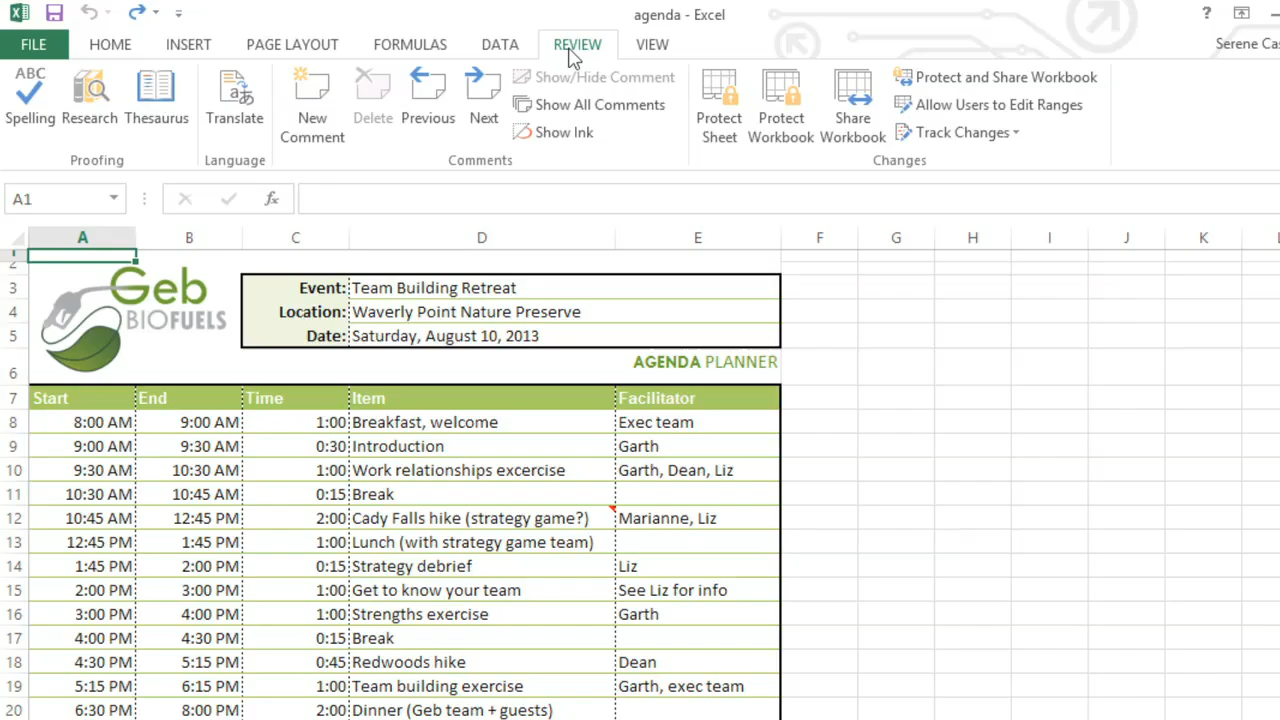 agenda - Excel
?
FILE HOME INSERT PAGE LAYOUT FORMULAS DATA REVIEW VIEW Serene Cas
ABC
Spelling Research Thesaurus
Proofing
Translate
Language
New Comment
Delete Previous Next
Show/Hide Comment
Show All Comments
Show Ink
Comments
Protect Sheet
Protect Workbook
Share Workbook
Protect and Share Workbook
Allow Users to Edit Ranges
Track Changes
Changes
A1 fx
A B C D E F G H I J K L
1
2
Geb
BIOFUELS
3 Event: Team Building Retreat
4 Location: Waverly Point Nature Preserve
5 Date: Saturday, August 10, 2013
6 AGENDA PLANNER
7 Start End Time Item Facilitator
8 8:00 AM 9:00 AM 1:00 Breakfast, welcome Exec team
9 9:00 AM 9:30 AM 0:30 Introduction Garth
10 9:30 AM 10:30 AM 1:00 Work relationships excercise Garth, Dean, Liz
11 10:30 AM 10:45 AM 0:15 Break
12 10:45 AM 12:45 PM 2:00 Cady Falls hike (strategy game?) Marianne, Liz
13 12:45 PM 1:45 PM 1:00 Lunch (with strategy game team)
14 1:45 PM 2:00 PM 0:15 Strategy debrief Liz
15 2:00 PM 3:00 PM 1:00 Get to know your team See Liz for info
16 3:00 PM 4:00 PM 1:00 Strengths exercise Garth
17 4:00 PM 4:30 PM 0:15 Break
18 4:30 PM 5:15 PM 0:45 Redwoods hike Dean
19 5:15 PM 6:15 PM 1:00 Team building exercise Garth, exec team
20 6:30 PM 8:00 PM 2:00 Dinner (Geb team + guests)